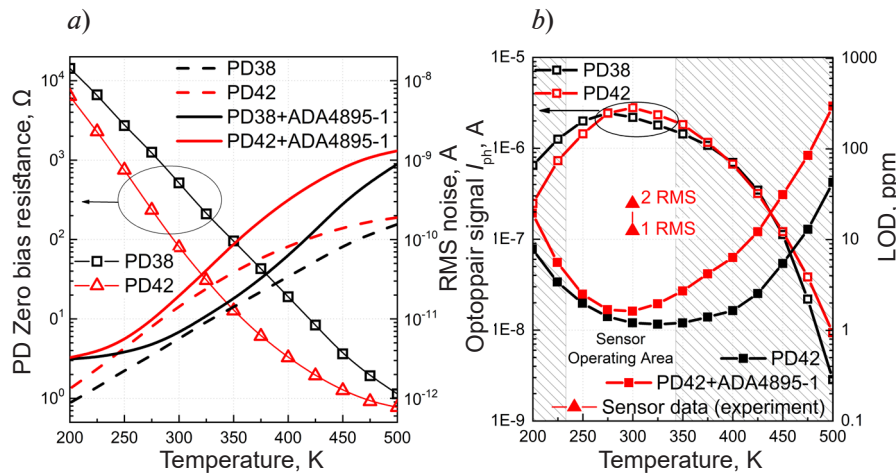 a)
PD38
PD42
PD38+ADA4895-1
PD42+ADA4895-1
PD Zero bias resistance, Ω
10⁴
10³
10²
10¹
10⁰
PD38
PD42
10⁻⁸
10⁻⁹
10⁻¹⁰
10⁻¹¹
10⁻¹²
RMS noise, A
200 250 300 350 400 450 500
Temperature, K
b)
PD38
PD42
Optoppair signal Iph, A
1E-5
1E-6
1E-7
1E-8
1E-9
2 RMS
1 RMS
Sensor
Operating Area
PD42
PD42+ADA4895-1
Sensor data (experiment)
1000
100
10
1
0.1
LOD, ppm
200 250 300 350 400 450 500
Temperature, K